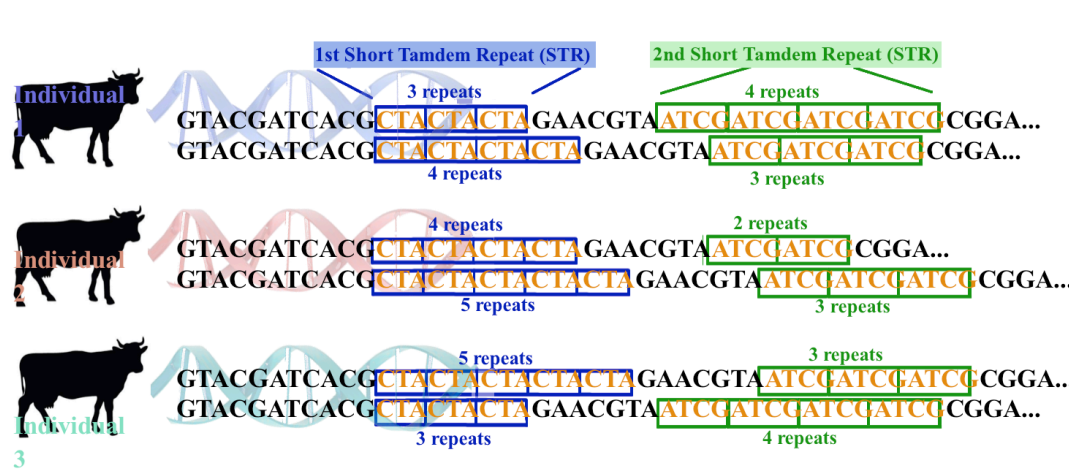 1st Short Tamdem Repeat (STR) 2nd Short Tamdem Repeat (STR)
Individual 1
3 repeats 4 repeats
GTACGATCACGCTACTACTAGAACGTAATCGATCGATCGATCGCGGA...
GTACGATCACGCTACTACTACTAGAACGTAATCGATCGATCGCGGA...
4 repeats 3 repeats
Individual 2
4 repeats 2 repeats
GTACGATCACGCTACTACTACTAGAACGTAATCGATCGCGGA...
GTACGATCACGCTACTACTACTACTAGAACGTAATCGATCGATCGCGGA...
5 repeats 3 repeats
Individual 3
5 repeats 3 repeats
GTACGATCACGCTACTACTACTACTAGAACGTAATCGATCGATCGCGGA..
GTACGATCACGCTACTACTAGAACGTAATCGATCGATCGATCGCGGA...
3 repeats 4 repeats